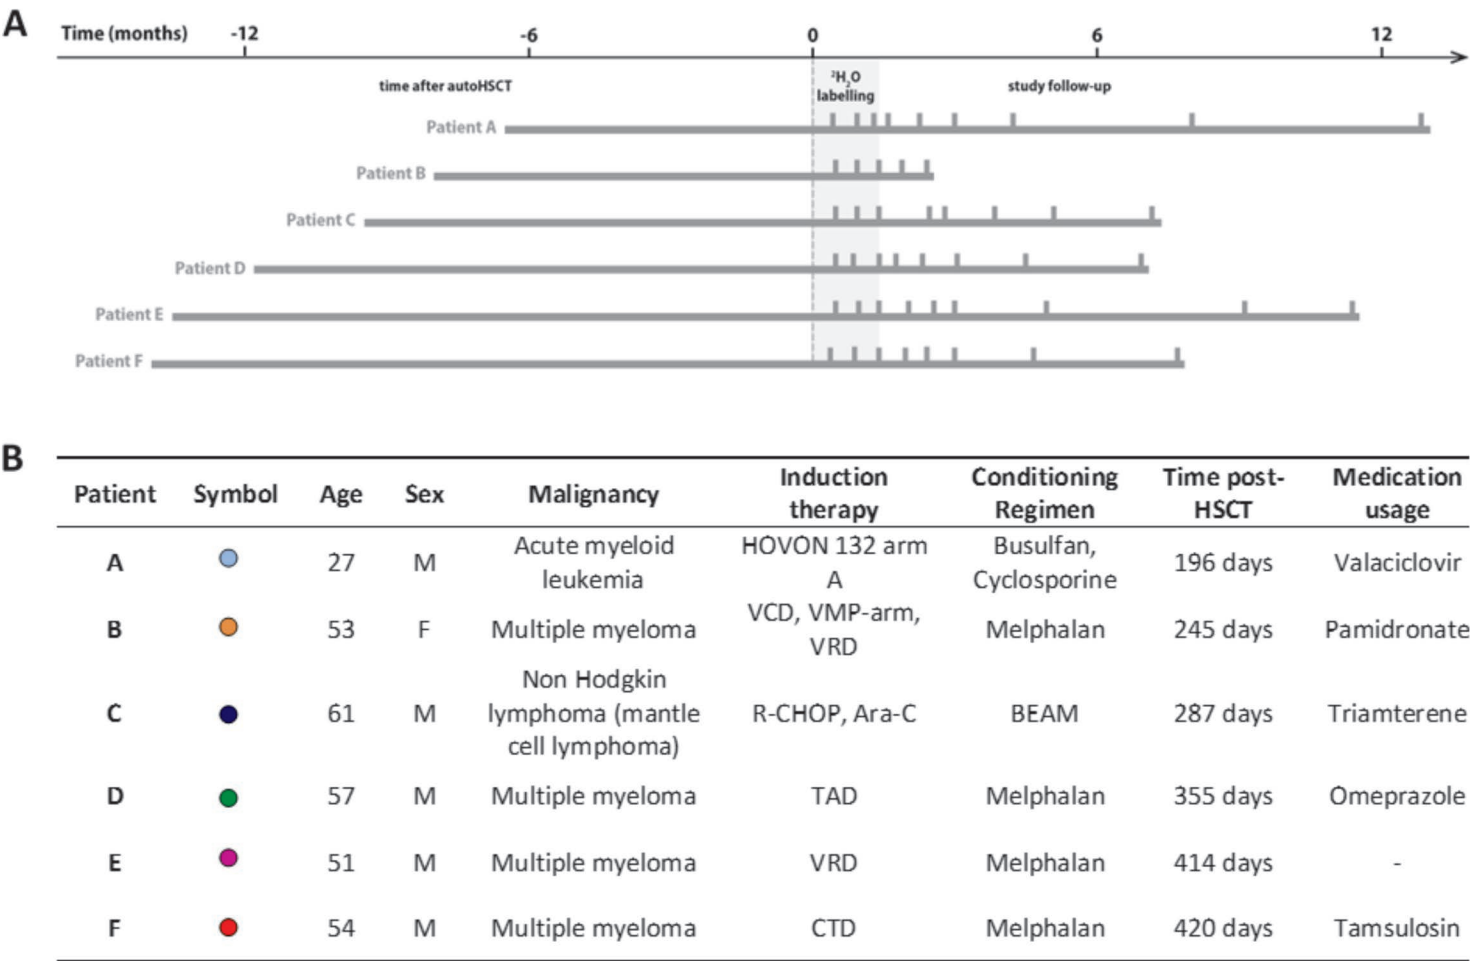 A
Time (months) -12 -6 0 6 12
time after autoHSCT ²H₂O labelling study follow-up
Patient A
Patient B
Patient C
Patient D
Patient E
Patient F
B
Patient Symbol Age Sex Malignancy Induction therapy Conditioning Regimen Time post-HSCT Medication usage
A 27 M Acute myeloid leukemia HOVON 132 arm A Busulfan, Cyclosporine 196 days Valaciclovir
B 53 F Multiple myeloma VCD, VMP-arm, VRD Melphalan 245 days Pamidronate
C 61 M Non Hodgkin lymphoma (mantle cell lymphoma) R-CHOP, Ara-C BEAM 287 days Triamterene
D 57 M Multiple myeloma TAD Melphalan 355 days Omeprazole
E 51 M Multiple myeloma VRD Melphalan 414 days -
F 54 M Multiple myeloma CTD Melphalan 420 days Tamsulosin